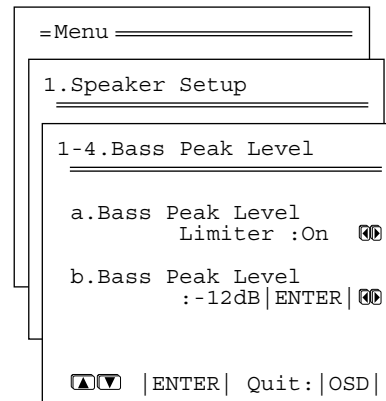 =Menu
1.Speaker Setup
1-4.Bass Peak Level
a.Bass Peak Level
Limiter :On
b.Bass Peak Level
:-12dB|ENTER|
|ENTER| Quit:|OSD|